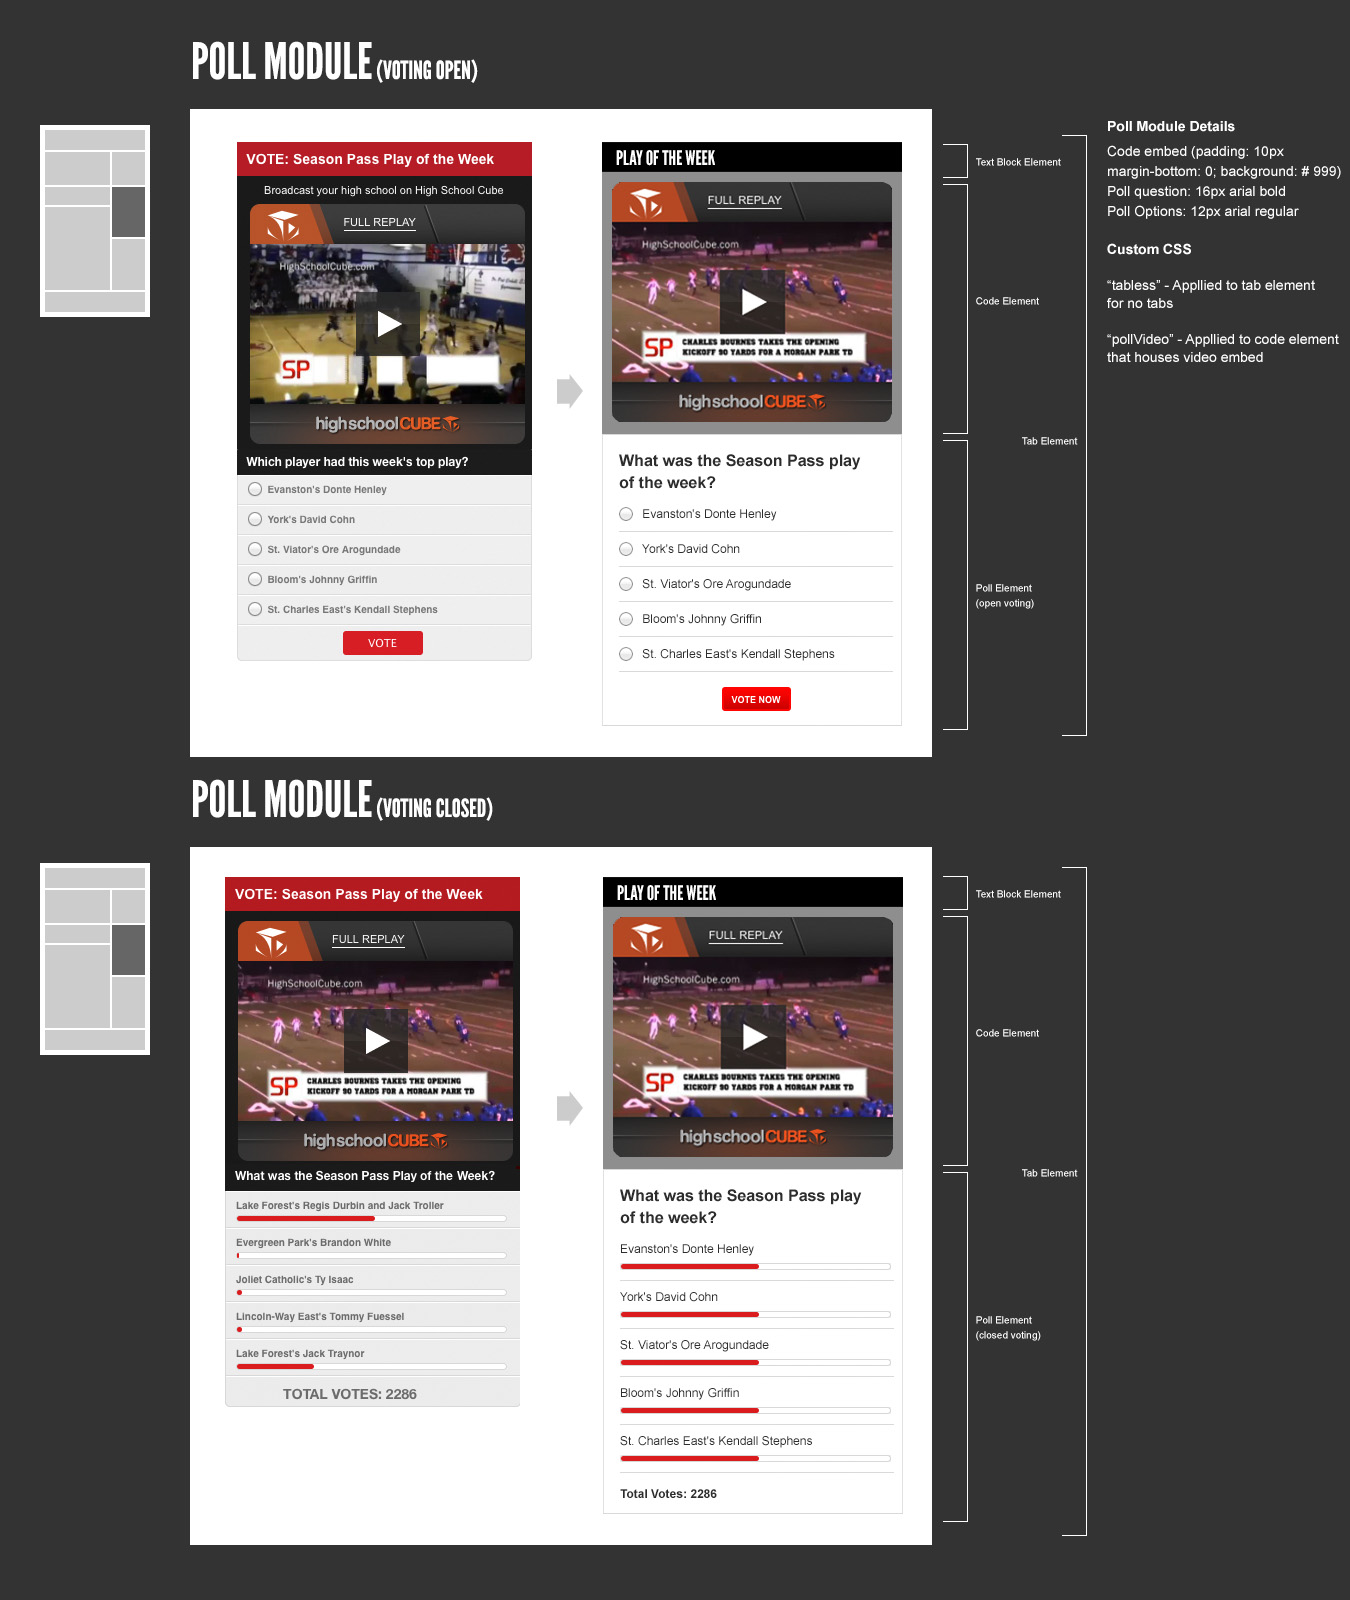 POLL MODULE (VOTING OPEN)
VOTE: Season Pass Play of the Week
Broadcast your high school on High School Cube
FULL REPLAY
HighSchoolCube.com
SP
highschoolCUBE
Which player had this week's top play?
Evanston's Donte Henley
York's David Cohn
St. Viator's Ore Arogundade
Bloom's Johnny Griffin
St. Charles East's Kendall Stephens
VOTE
PLAY OF THE WEEK
FULL REPLAY
HighSchoolCube.com
SP
CHARLES BOURNES TAKES THE OPENING
KICKOFF 90 YARDS FOR A MORGAN PARK TD
highschoolCUBE
What was the Season Pass play
of the week?
Evanston's Donte Henley
York's David Cohn
St. Viator's Ore Arogundade
Bloom's Johnny Griffin
St. Charles East's Kendall Stephens
VOTE NOW
Text Block Element
Code Element
Tab Element
Poll Element
(open voting)
Poll Module Details
Code embed (padding: 10px
margin-bottom: 0; background: # 999)
Poll question: 16px arial bold
Poll Options: 12px arial regular
Custom CSS
“tabless” - Appllied to tab element
for no tabs
“pollVideo” - Appllied to code element
that houses video embed
POLL MODULE (VOTING CLOSED)
VOTE: Season Pass Play of the Week
FULL REPLAY
HighSchoolCube.com
SP
CHARLES BOURNES TAKES THE OPENING
KICKOFF 90 YARDS FOR A MORGAN PARK TD
highschoolCUBE
What was the Season Pass Play of the Week?
Lake Forest's Regis Durbin and Jack Troller
Evergreen Park's Brandon White
Joliet Catholic's Ty Isaac
Lincoln-Way East's Tommy Fuessel
Lake Forest's Jack Traynor
TOTAL VOTES: 2286
PLAY OF THE WEEK
FULL REPLAY
HighSchoolCube.com
SP
CHARLES BOURNES TAKES THE OPENING
KICKOFF 90 YARDS FOR A MORGAN PARK TD
highschoolCUBE
What was the Season Pass play
of the week?
Evanston's Donte Henley
York's David Cohn
St. Viator's Ore Arogundade
Bloom's Johnny Griffin
St. Charles East's Kendall Stephens
Total Votes: 2286
Text Block Element
Code Element
Tab Element
Poll Element
(closed voting)